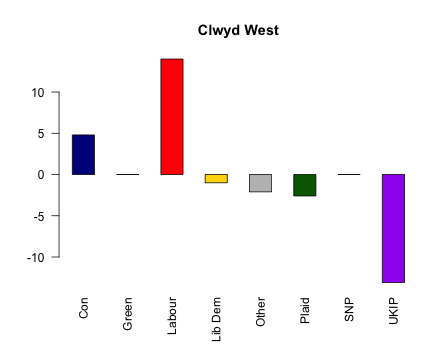 Clwyd West
10
5
0
-5
-10
Con
Green
Labour
Lib Dem
Other
Plaid
SNP
UKIP